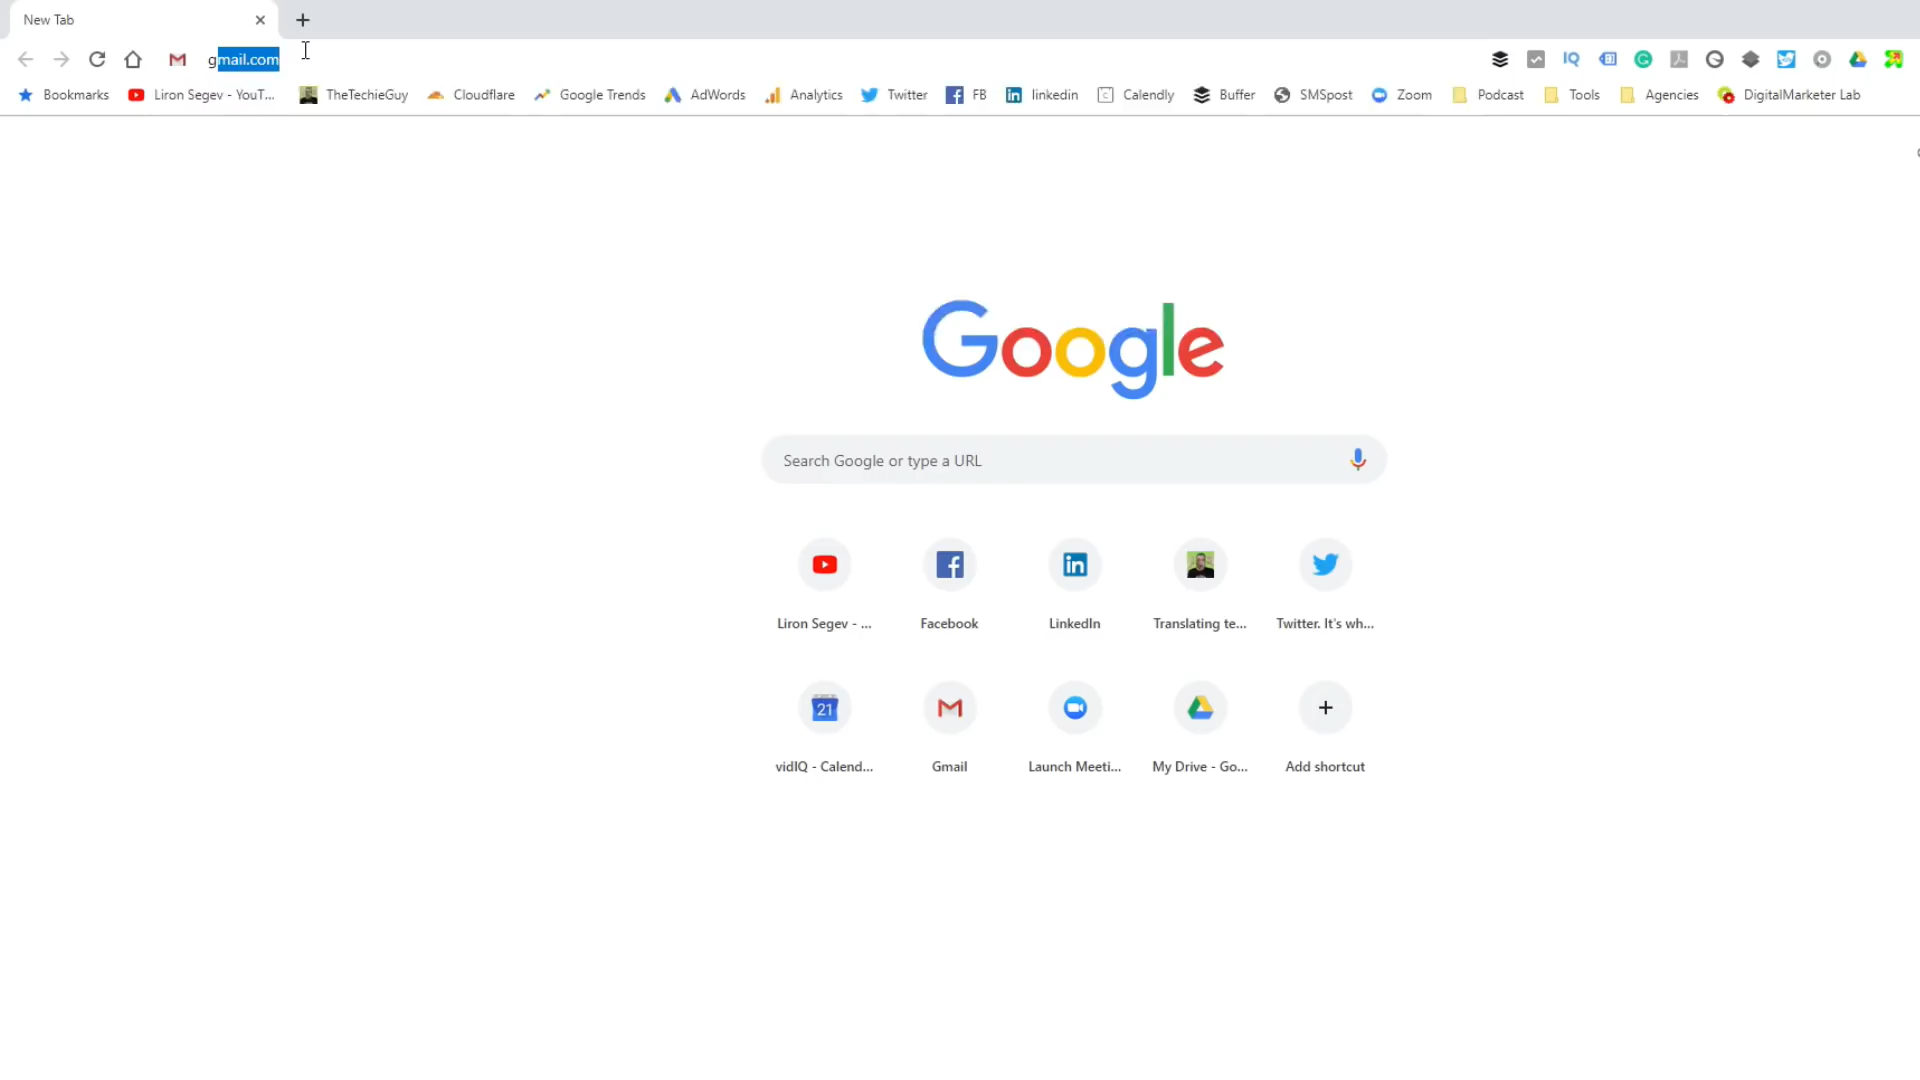 New Tab
gmail.com
Bookmarks Liron Segev - YouT... TheTechieGuy Cloudflare Google Trends AdWords Analytics Twitter FB linkedin Calendly Buffer SMSpost Zoom Podcast Tools Agencies DigitalMarketer Lab
Google
Search Google or type a URL
Liron Segev - ... Facebook LinkedIn Translating te... Twitter. It's wh...
21
vidIQ - Calend... Gmail Launch Meeti... My Drive - Go... Add shortcut